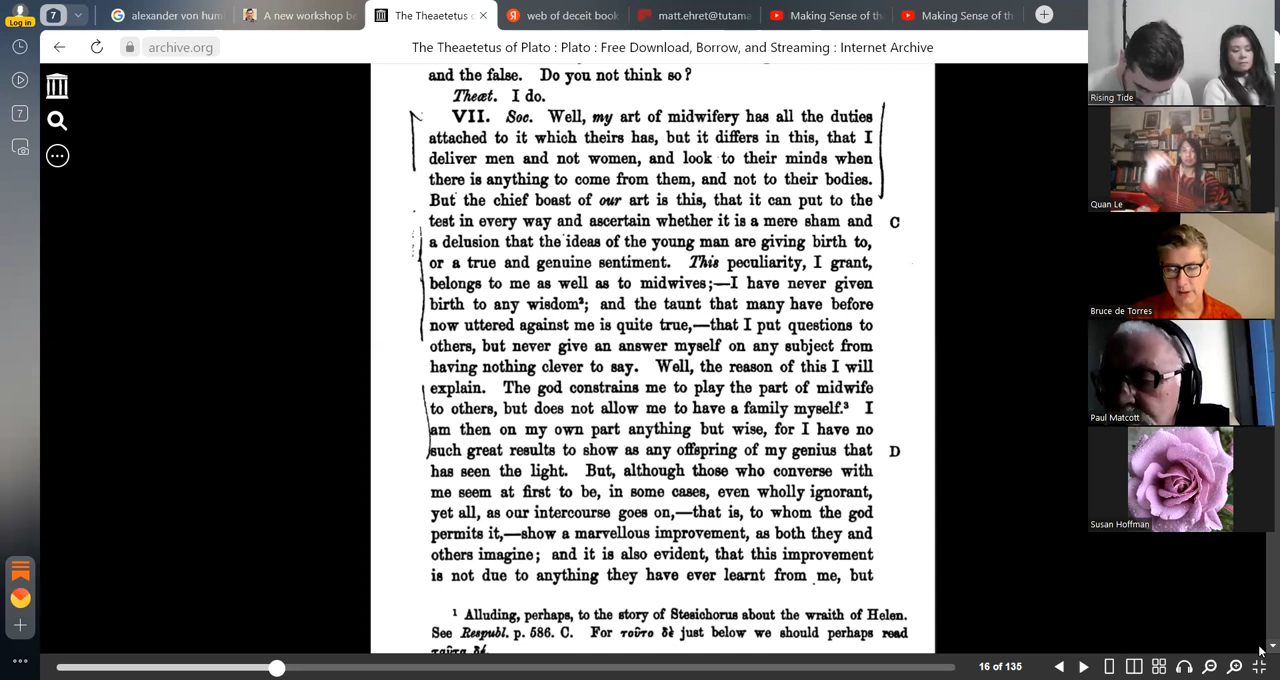 7
alexander von hum
A new workshop be
The Theaetetus
web of deceit book
matt.ehret@tutama
Making Sense of th
Making Sense of th
Log in
archive.org
The Theaetetus of Plato : Plato : Free Download, Borrow, and Streaming : Internet Archive
7
and the false. Do you not think so?
Theæt. I do.
VII. Soc. Well, my art of midwifery has all the duties
attached to it which theirs has, but it differs in this, that I
deliver men and not women, and look to their minds when
there is anything to come from them, and not to their bodies.
But the chief boast of our art is this, that it can put to the
test in every way and ascertain whether it is a mere sham and
C
a delusion that the ideas of the young man are giving birth to,
or a true and genuine sentiment. This peculiarity, I grant,
belongs to me as well as to midwives;—I have never given
birth to any wisdom²; and the taunt that many have before
now uttered against me is quite true,—that I put questions to
others, but never give an answer myself on any subject from
having nothing clever to say. Well, the reason of this I will
explain. The god constrains me to play the part of midwife
to others, but does not allow me to have a family myself.³ I
am then on my own part anything but wise, for I have no
such great results to show as any offspring of my genius that
D
has seen the light. But, although those who converse with
me seem at first to be, in some cases, even wholly ignorant,
yet all, as our intercourse goes on,—that is, to whom the god
permits it,—show a marvellous improvement, as both they and
others imagine; and it is also evident, that this improvement
is not due to anything they have ever learnt from me, but
¹ Alluding, perhaps, to the story of Stesichorus about the wraith of Helen.
See Respubl. p. 586. C. For τοῦτο δὲ just below we should perhaps read
ταῦτα δέ.
16 of 135
Rising Tide
Quan Le
Bruce de Torres
Paul Matcott
Susan Hoffman